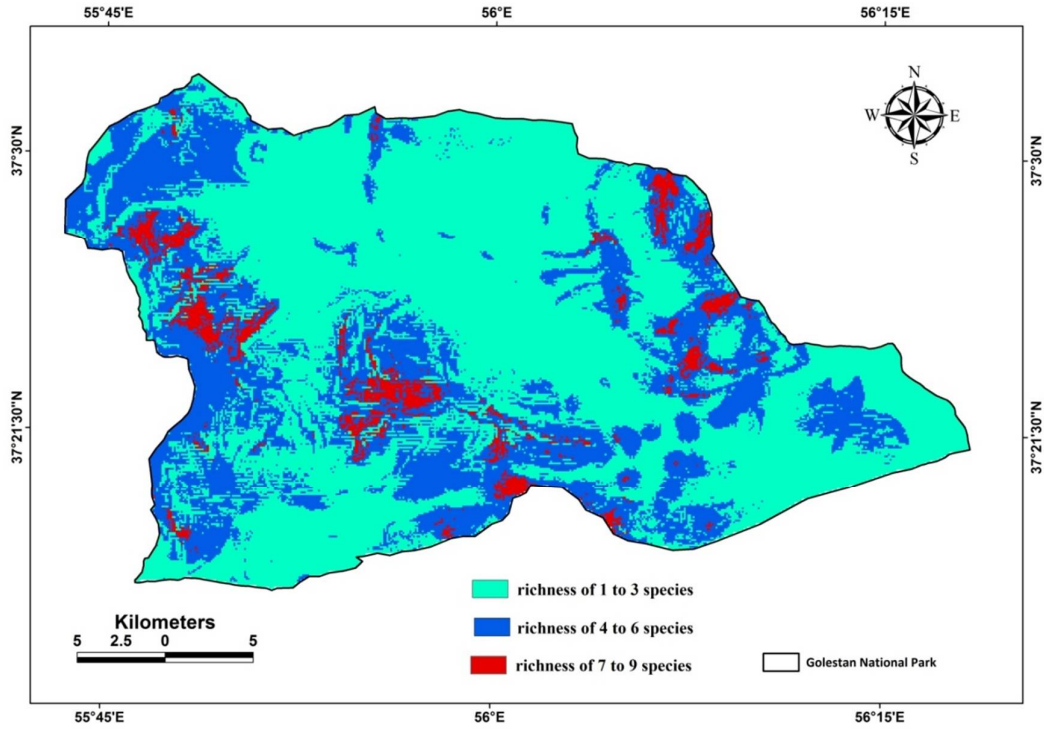 55°45'E 56°E 56°15'E
N
W E
S
37°30'N 37°30'N
37°21'30"N 37°21'30"N
richness of 1 to 3 species
Kilometers
richness of 4 to 6 species
5 2.5 0 5
richness of 7 to 9 species
Golestan National Park
55°45'E 56°E 56°15'E